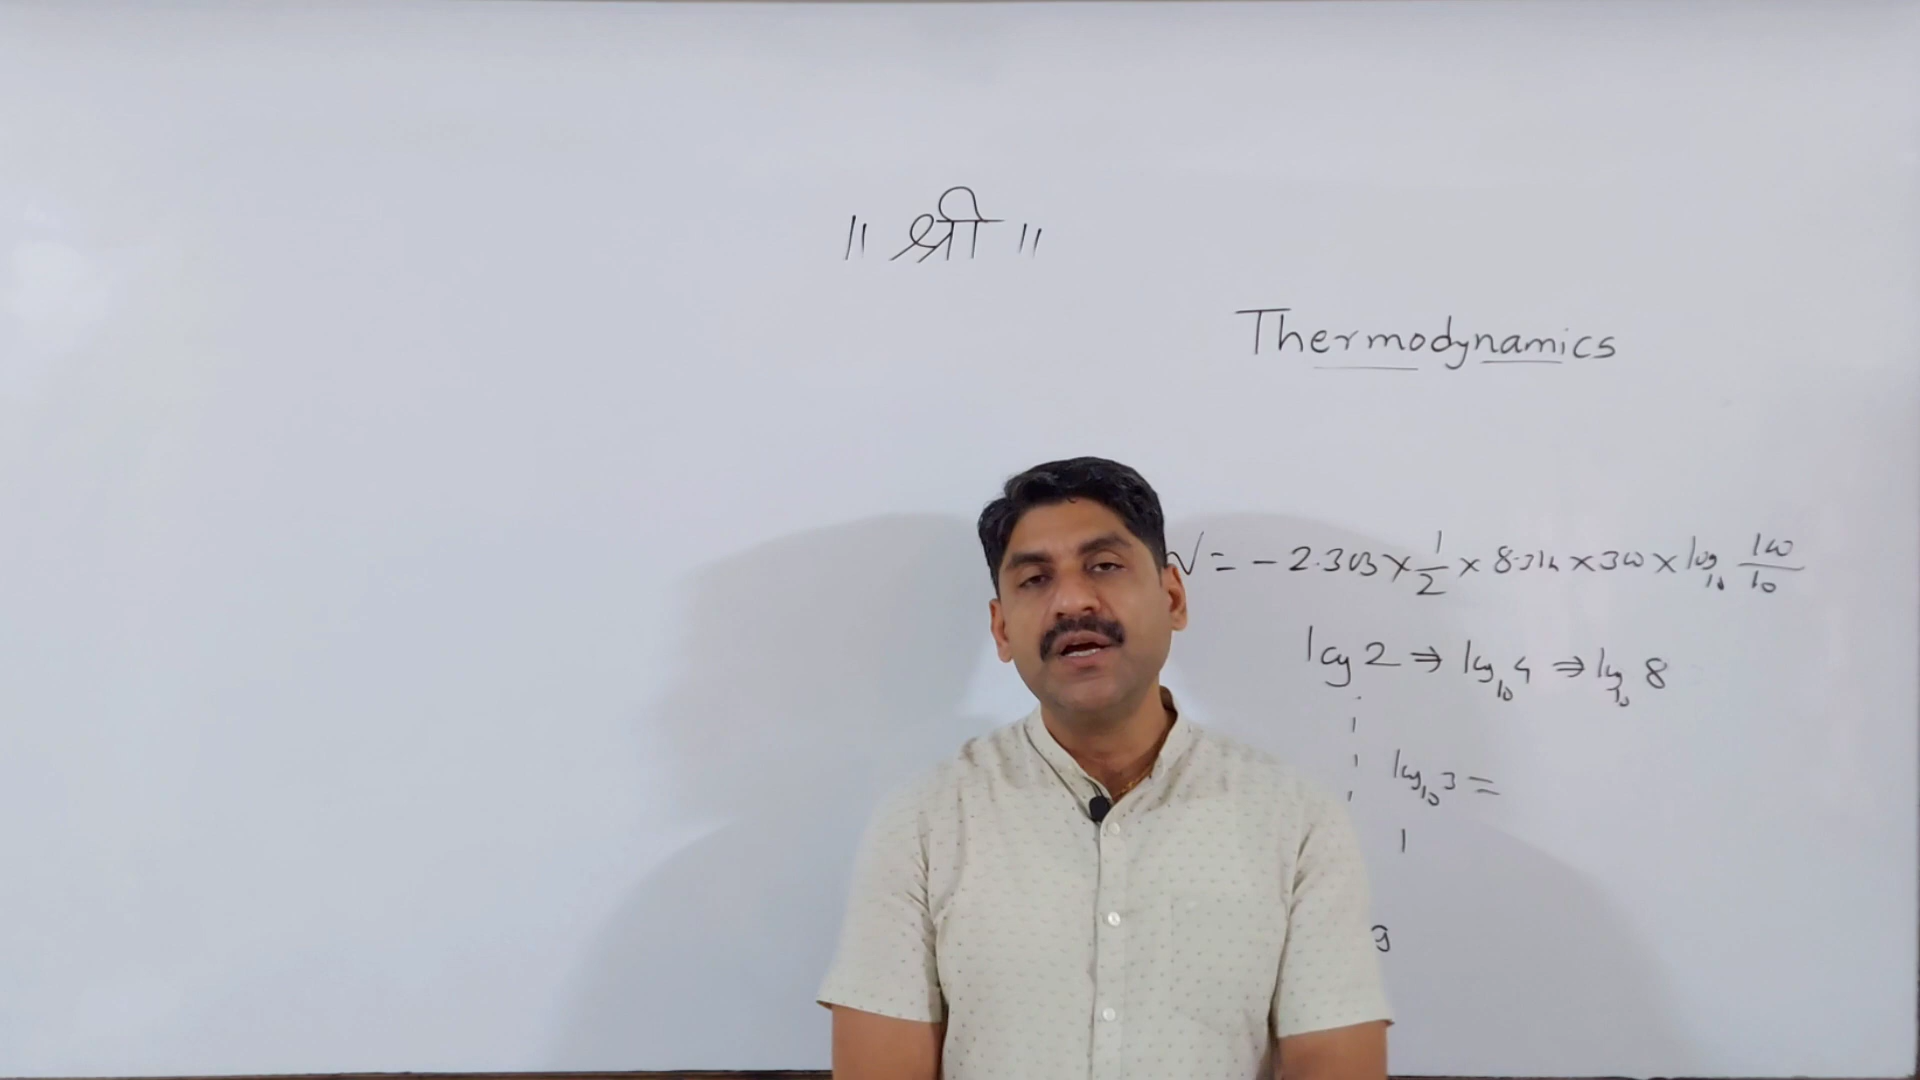 ॥ श्री ॥
Thermodynamics
W = - 2.303 × 1/2 × 8.314 × 300 × log₁₀ 100/10
log 2 ⇒ log₁₀ 4 ⇒ log₁₀ 8
log₁₀ 3 =